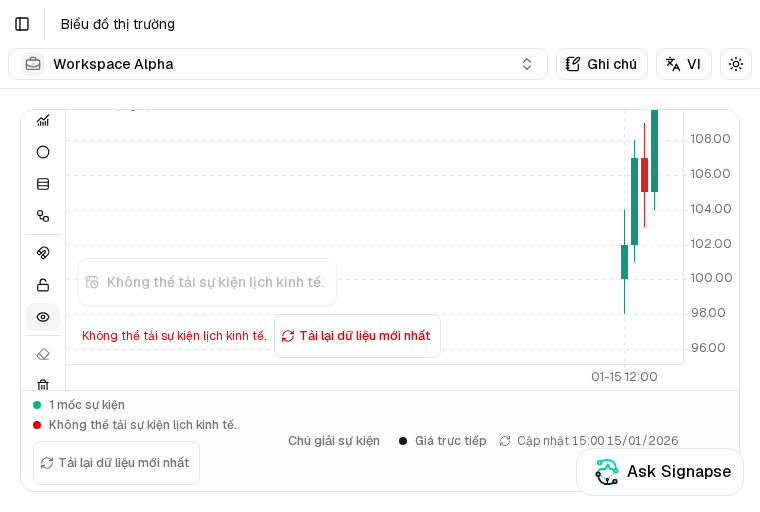 Biểu đồ thị trường
Workspace Alpha
Ghi chú
VI
108.00
106.00
104.00
102.00
100.00
98.00
96.00
Không thể tải sự kiện lịch kinh tế.
Không thể tải sự kiện lịch kinh tế.
Tải lại dữ liệu mới nhất
01-15 12:00
1 mốc sự kiện
Không thể tải sự kiện lịch kinh tế.
Tải lại dữ liệu mới nhất
Chú giải sự kiện
Giá trực tiếp
Cập nhật 15:00 15/01/2026
Ask Signapse